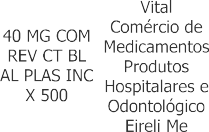 40 MG COM
REV CT BL
AL PLAS INC
X 500
Vital
Comércio de
Medicamentos
Produtos
Hospitalares e
Odontológico
Eireli Me